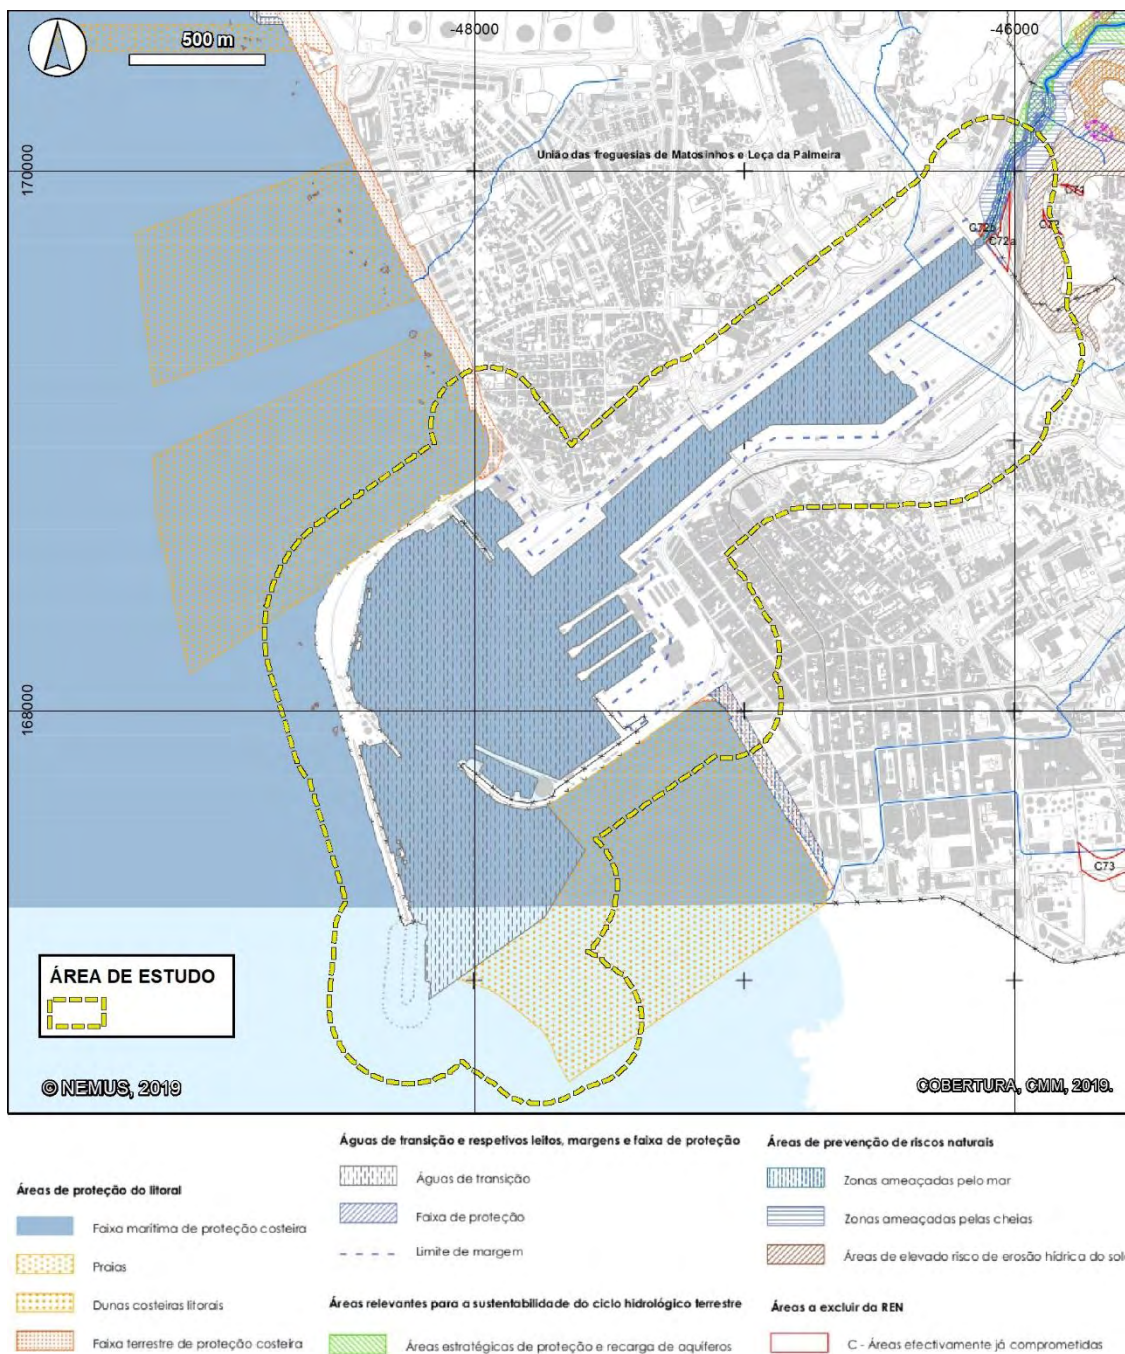 500 m
-48000
-46000
170000
União das freguesias de Matosinhos e Leça da Palmeira
C72b
C72a
168000
C73
ÁREA DE ESTUDO
© NEMUS, 2019
COBERTURA, CMM, 2019.
Áreas de proteção do litoral
Faixa marítima de proteção costeira
Praias
Dunas costeiras litorais
Faixa terrestre de proteção costeira
Águas de transição e respetivos leitos, margens e faixa de proteção
Águas de transição
Faixa de proteção
Limite de margem
Áreas relevantes para a sustentabilidade do ciclo hidrológico terrestre
Áreas estratégicas de proteção e recarga de aquíferos
Áreas de prevenção de riscos naturais
Zonas ameaçadas pelo mar
Zonas ameaçadas pelas cheias
Áreas de elevado risco de erosão hídrica do sol
Áreas a excluir da REN
C - Áreas efectivamente já comprometidas